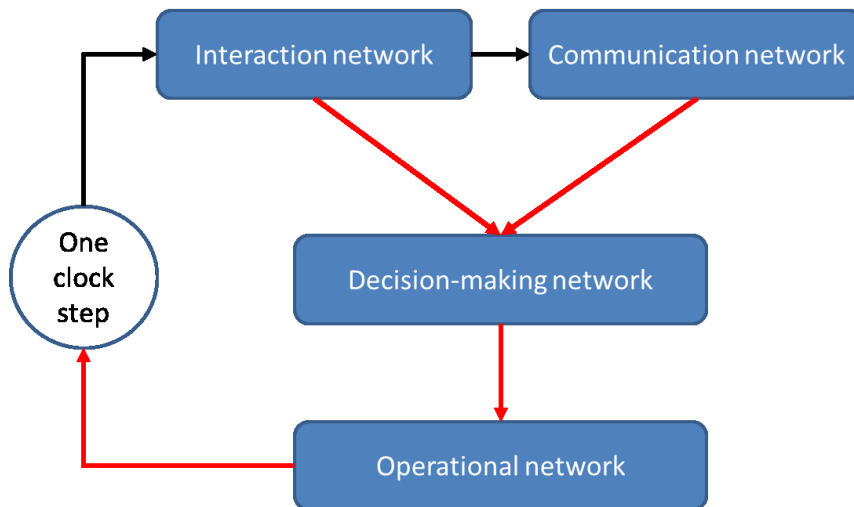 Interaction network
Communication network
One
clock
step
Decision-making network
Operational network